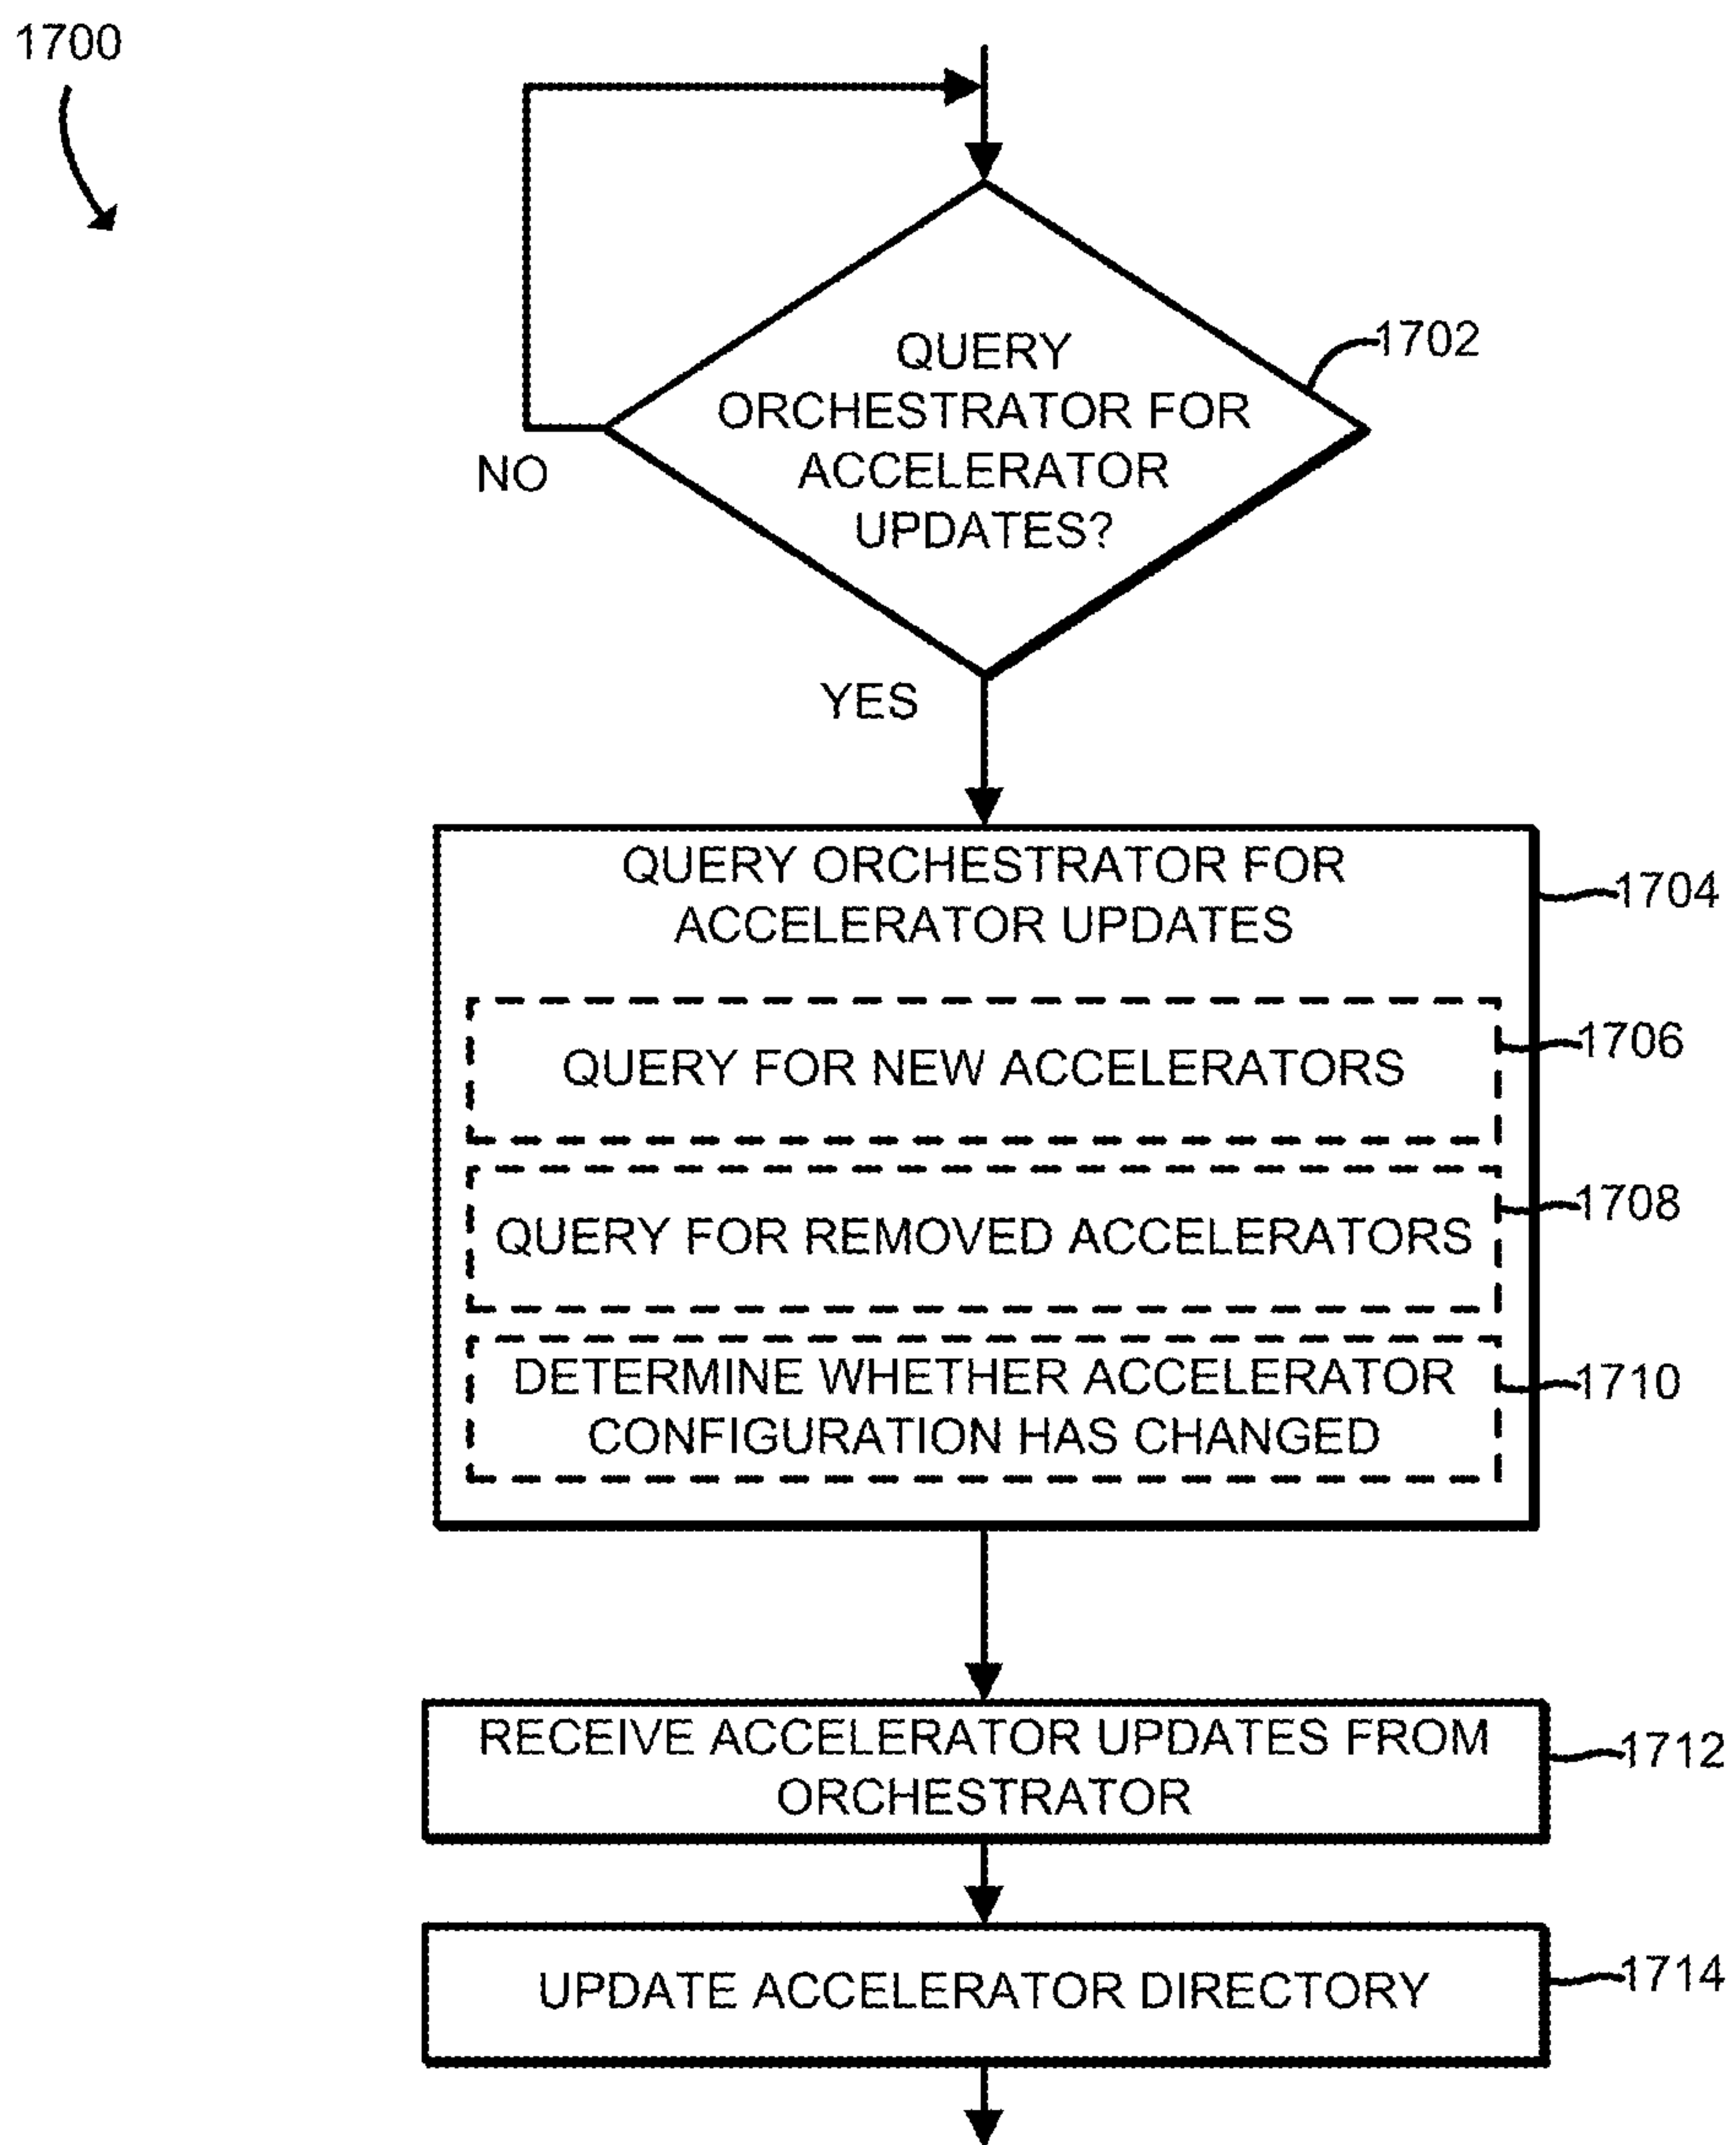 1700
QUERY
ORCHESTRATOR FOR
ACCELERATOR
UPDATES?
1702
NO
YES
QUERY ORCHESTRATOR FOR
ACCELERATOR UPDATES
1704
QUERY FOR NEW ACCELERATORS
1706
QUERY FOR REMOVED ACCELERATORS
1708
DETERMINE WHETHER ACCELERATOR
CONFIGURATION HAS CHANGED
1710
RECEIVE ACCELERATOR UPDATES FROM
ORCHESTRATOR
1712
UPDATE ACCELERATOR DIRECTORY
1714